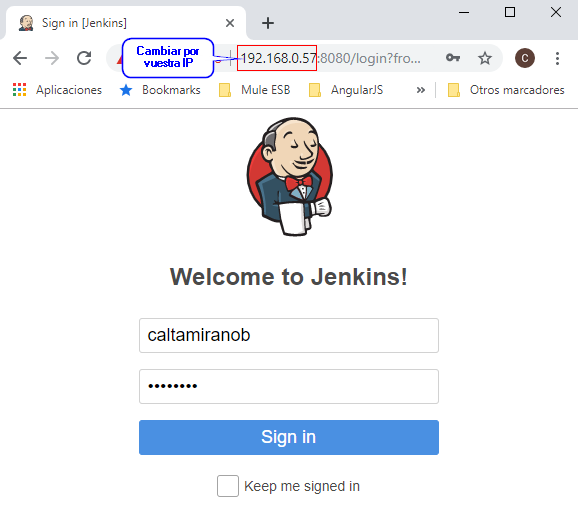 Sign in [Jenkins]
Cambiar por
vuestra IP
192.168.0.57:8080/login?fro...
C
Aplicaciones
Bookmarks
Mule ESB
AngularJS
»
Otros marcadores
Welcome to Jenkins!
caltamiranob
••••••••
Sign in
Keep me signed in